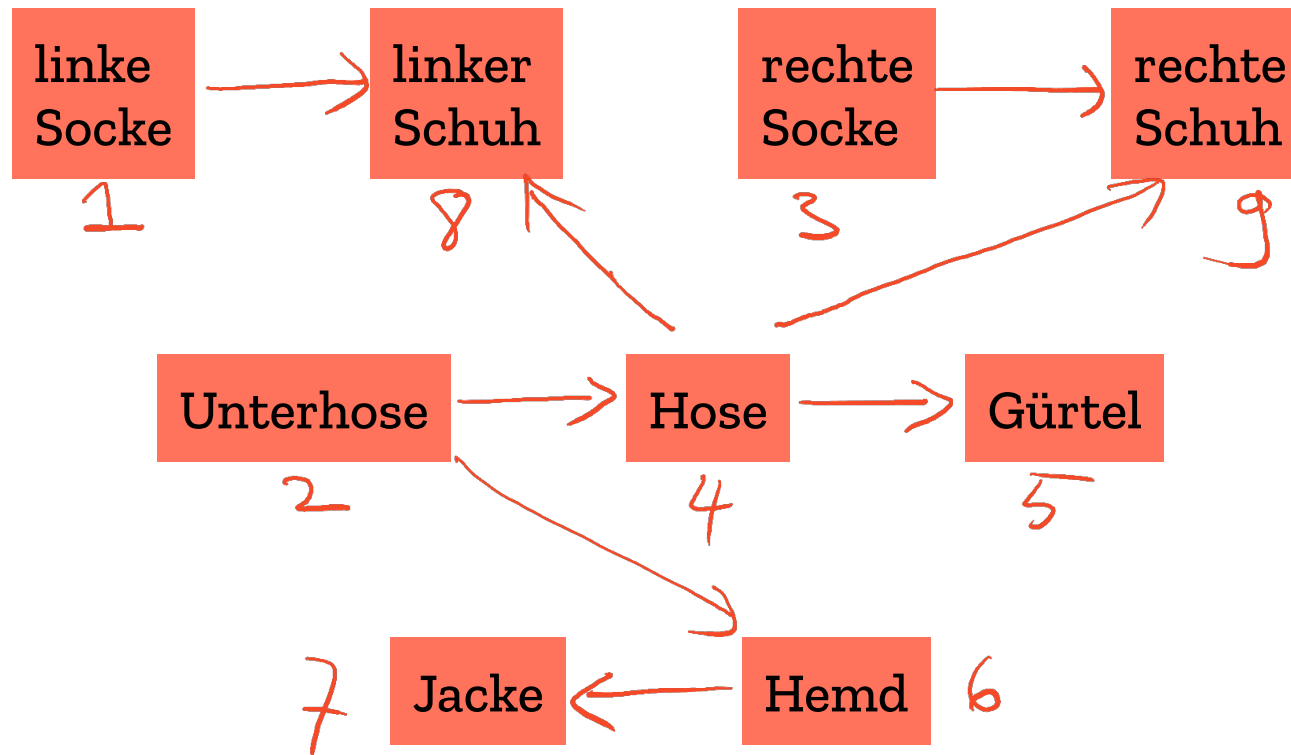 linke
Socke
linker
Schuh
rechte
Socke
rechte
Schuh
1
8
3
9
Unterhose
Hose
Gürtel
2
4
5
7
Jacke
Hemd
6